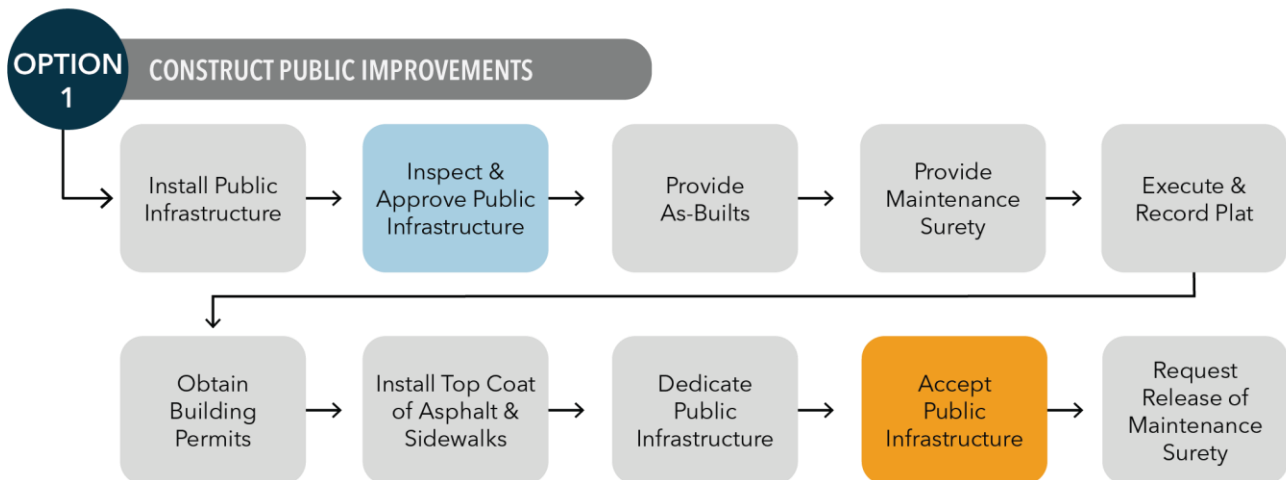 OPTION
1
CONSTRUCT PUBLIC IMPROVEMENTS
Install Public
Infrastructure
Inspect &
Approve Public
Infrastructure
Provide
As-Builts
Provide
Maintenance
Surety
Execute &
Record Plat
Obtain
Building
Permits
Install Top Coat
of Asphalt &
Sidewalks
Dedicate
Public
Infrastructure
Accept
Public
Infrastructure
Request
Release of
Maintenance
Surety